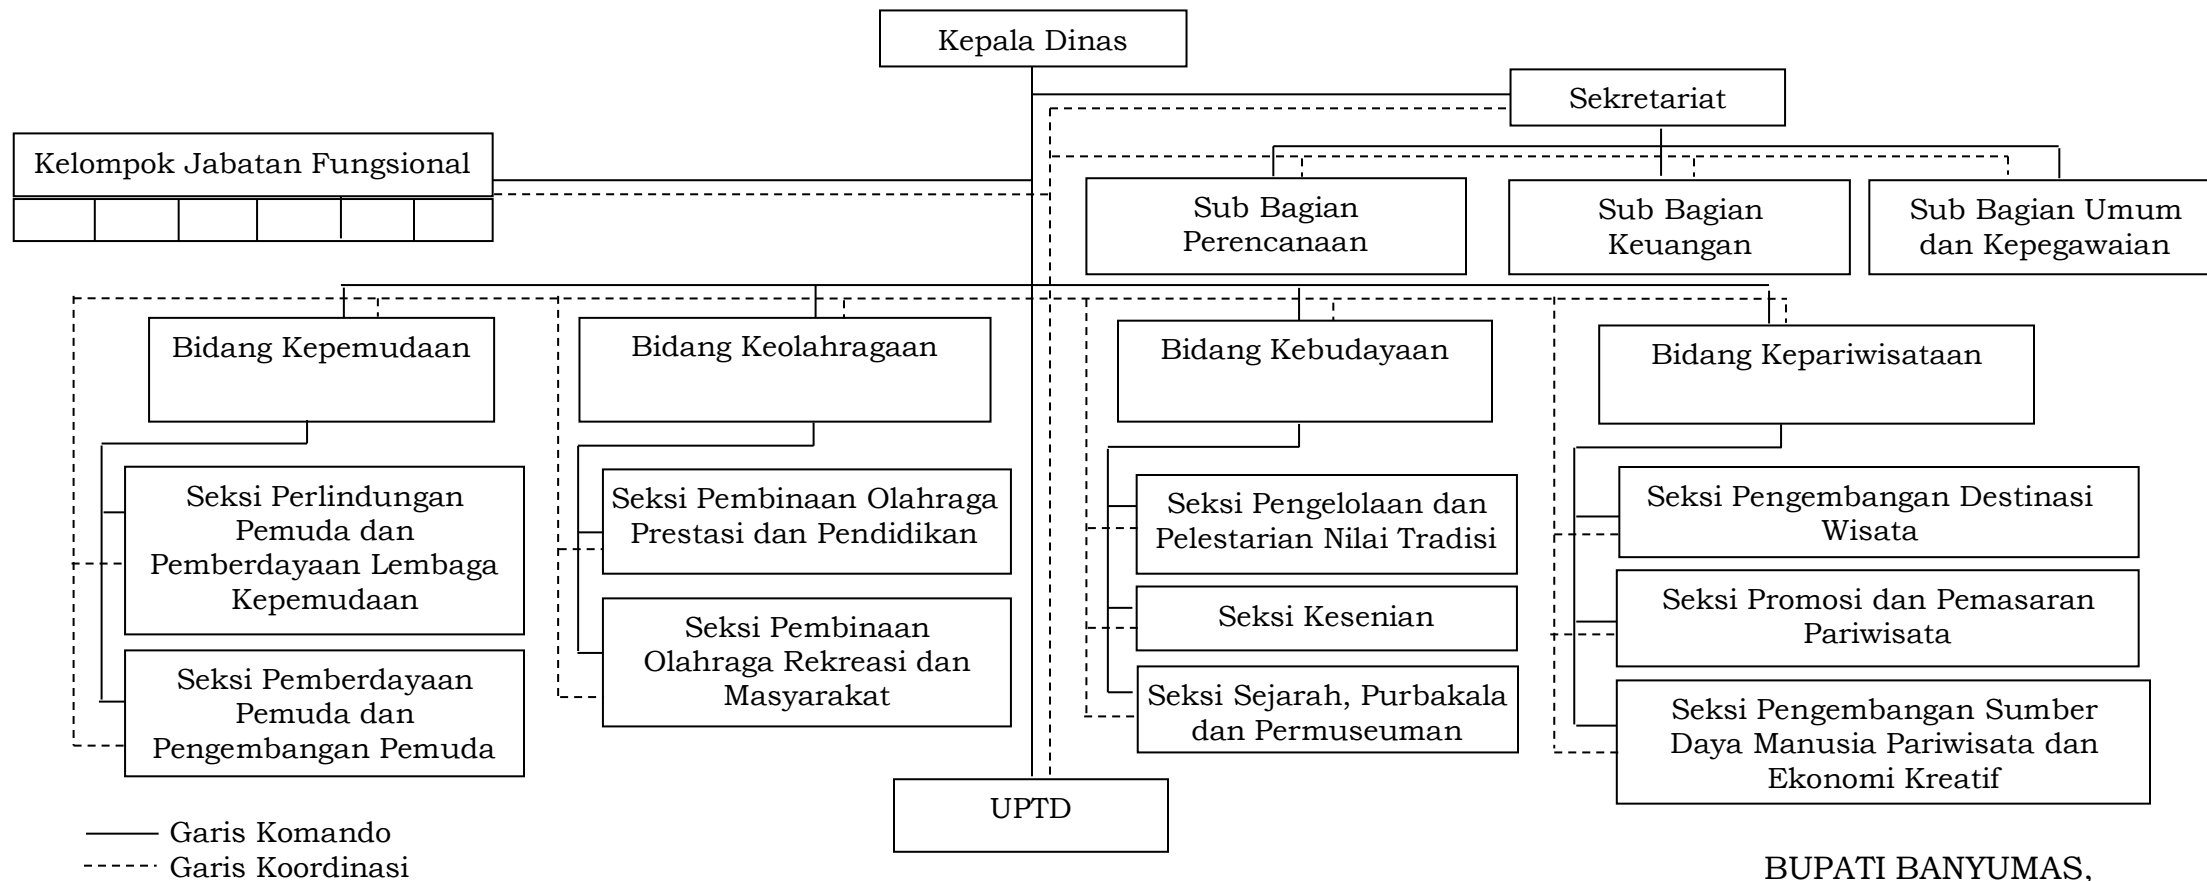 Kepala Dinas
Sekretariat
Kelompok Jabatan Fungsional
Sub Bagian
Perencanaan
Sub Bagian
Keuangan
Sub Bagian Umum
dan Kepegawaian
Bidang Kepemudaan
Bidang Keolahragaan
Bidang Kebudayaan
Bidang Kepariwisataan
Seksi Perlindungan
Pemuda dan
Pemberdayaan Lembaga
Kepemudaan
Seksi Pemberdayaan
Pemuda dan
Pengembangan Pemuda
Seksi Pembinaan Olahraga
Prestasi dan Pendidikan
Seksi Pembinaan
Olahraga Rekreasi dan
Masyarakat
Seksi Pengelolaan dan
Pelestarian Nilai Tradisi
Seksi Kesenian
Seksi Sejarah, Purbakala
dan Permuseuman
Seksi Pengembangan Destinasi
Wisata
Seksi Promosi dan Pemasaran
Pariwisata
Seksi Pengembangan Sumber
Daya Manusia Pariwisata dan
Ekonomi Kreatif
UPTD
Garis Komando
Garis Koordinasi
BUPATI BANYUMAS,